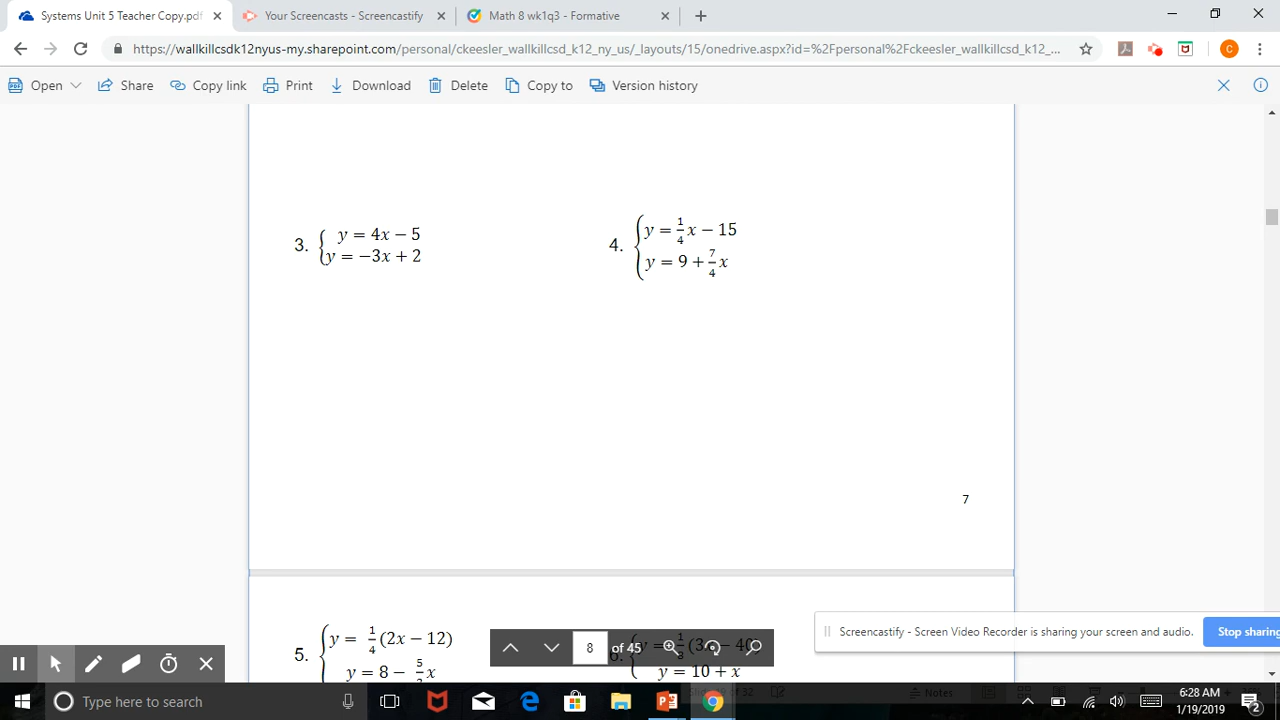 Systems Unit 5 Teacher Copy.pdf
Your Screencasts - Screencastify
Math 8 wk1q3 - Formative
https://wallkillcsdk12nyus-my.sharepoint.com/personal/ckeesler_wallkillcsd_k12_ny_us/_layouts/15/onedrive.aspx?id=%2Fpersonal%2Fckeesler_wallkillcsd_k12_...
C
Open Share Copy link Print Download Delete Copy to Version history
3. { y = 4x − 5
y = −3x + 2
4. { y = 1/4 x − 15
y = 9 + 7/4 x
7
5. { y = 1/4 (2x − 12)
y = 8 −
x
8 of 45
y = 10 + x
Screencastify - Screen Video Recorder is sharing your screen and audio. Stop sharing
Type here to search
Notes
6:28 AM
1/19/2019
2